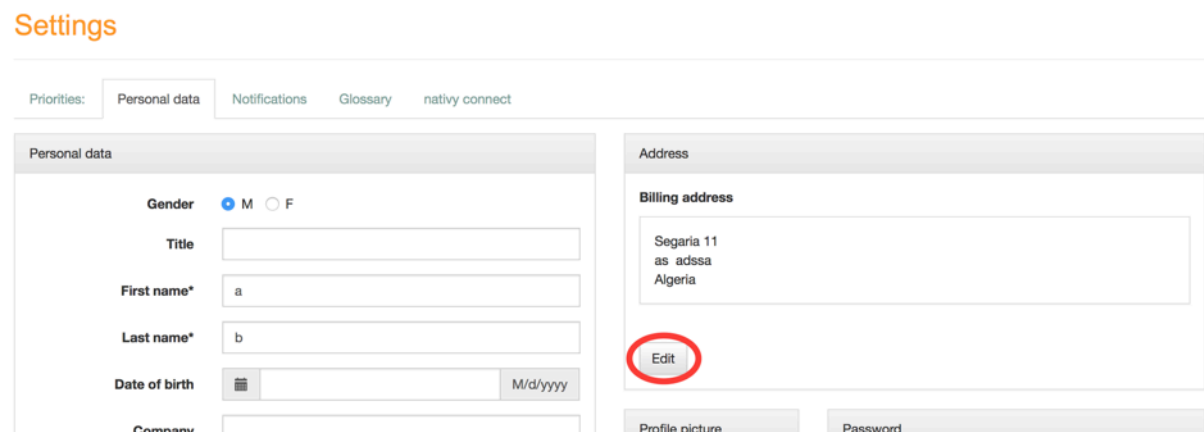 Settings
Priorities: Personal data Notifications Glossary nativy connect
Personal data
Gender M F
Title
First name* a
Last name* b
Date of birth M/d/yyyy
Company
Address
Billing address
Segaria 11
as adssa
Algeria
Edit
Profile picture
Password